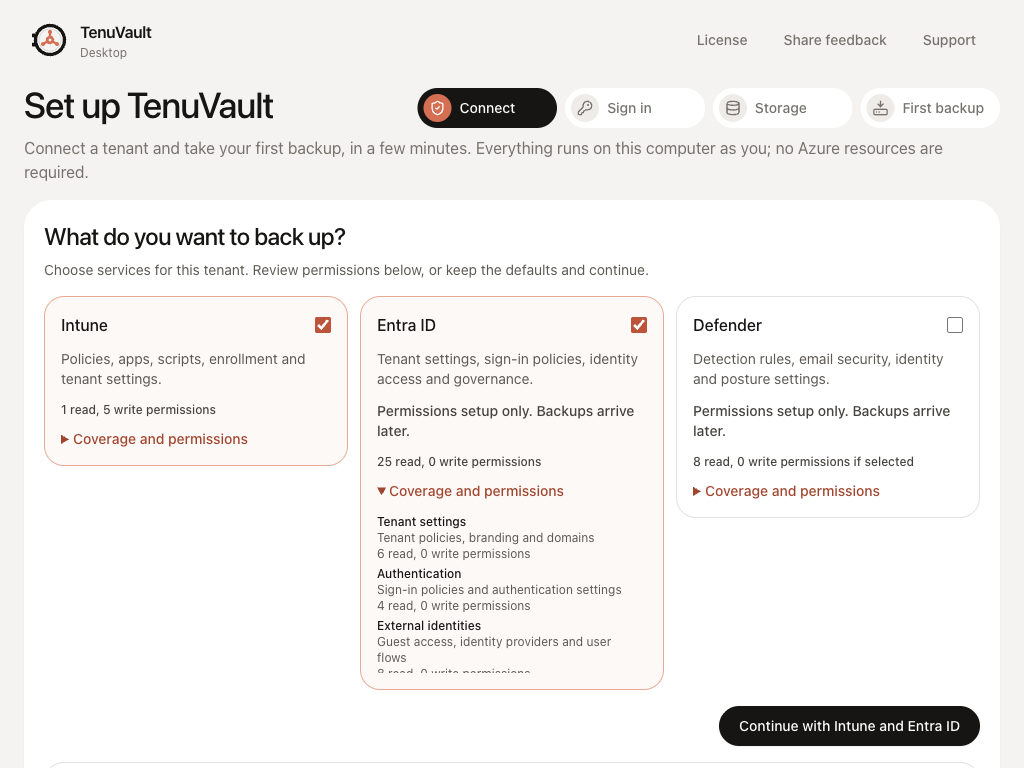 TenuVault
Desktop
License
Share feedback
Support
Set up TenuVault
Connect
Sign in
Storage
First backup
Connect a tenant and take your first backup, in a few minutes. Everything runs on this computer as you; no Azure resources are
required.
What do you want to back up?
Choose services for this tenant. Review permissions below, or keep the defaults and continue.
Intune
Policies, apps, scripts, enrollment and
tenant settings.
1 read, 5 write permissions
Coverage and permissions
Entra ID
Tenant settings, sign-in policies, identity
access and governance.
Permissions setup only. Backups arrive
later.
25 read, 0 write permissions
Coverage and permissions
Tenant settings
Tenant policies, branding and domains
6 read, 0 write permissions
Authentication
Sign-in policies and authentication settings
4 read, 0 write permissions
External identities
Guest access, identity providers and user
flows
8 read, 0 write permissions
Defender
Detection rules, email security, identity
and posture settings.
Permissions setup only. Backups arrive
later.
8 read, 0 write permissions if selected
Coverage and permissions
Continue with Intune and Entra ID